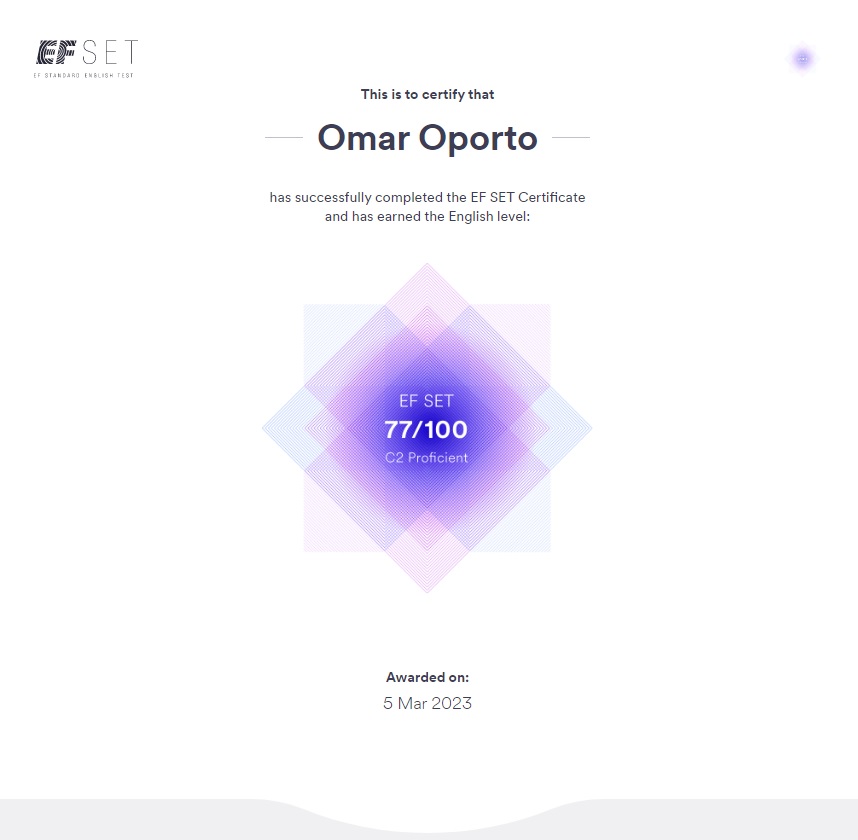 EF SET
EF STANDARD ENGLISH TEST
This is to certify that
Omar Oporto
has successfully completed the EF SET Certificate
and has earned the English level:
EF SET
77/100
C2 Proficient
Awarded on:
5 Mar 2023